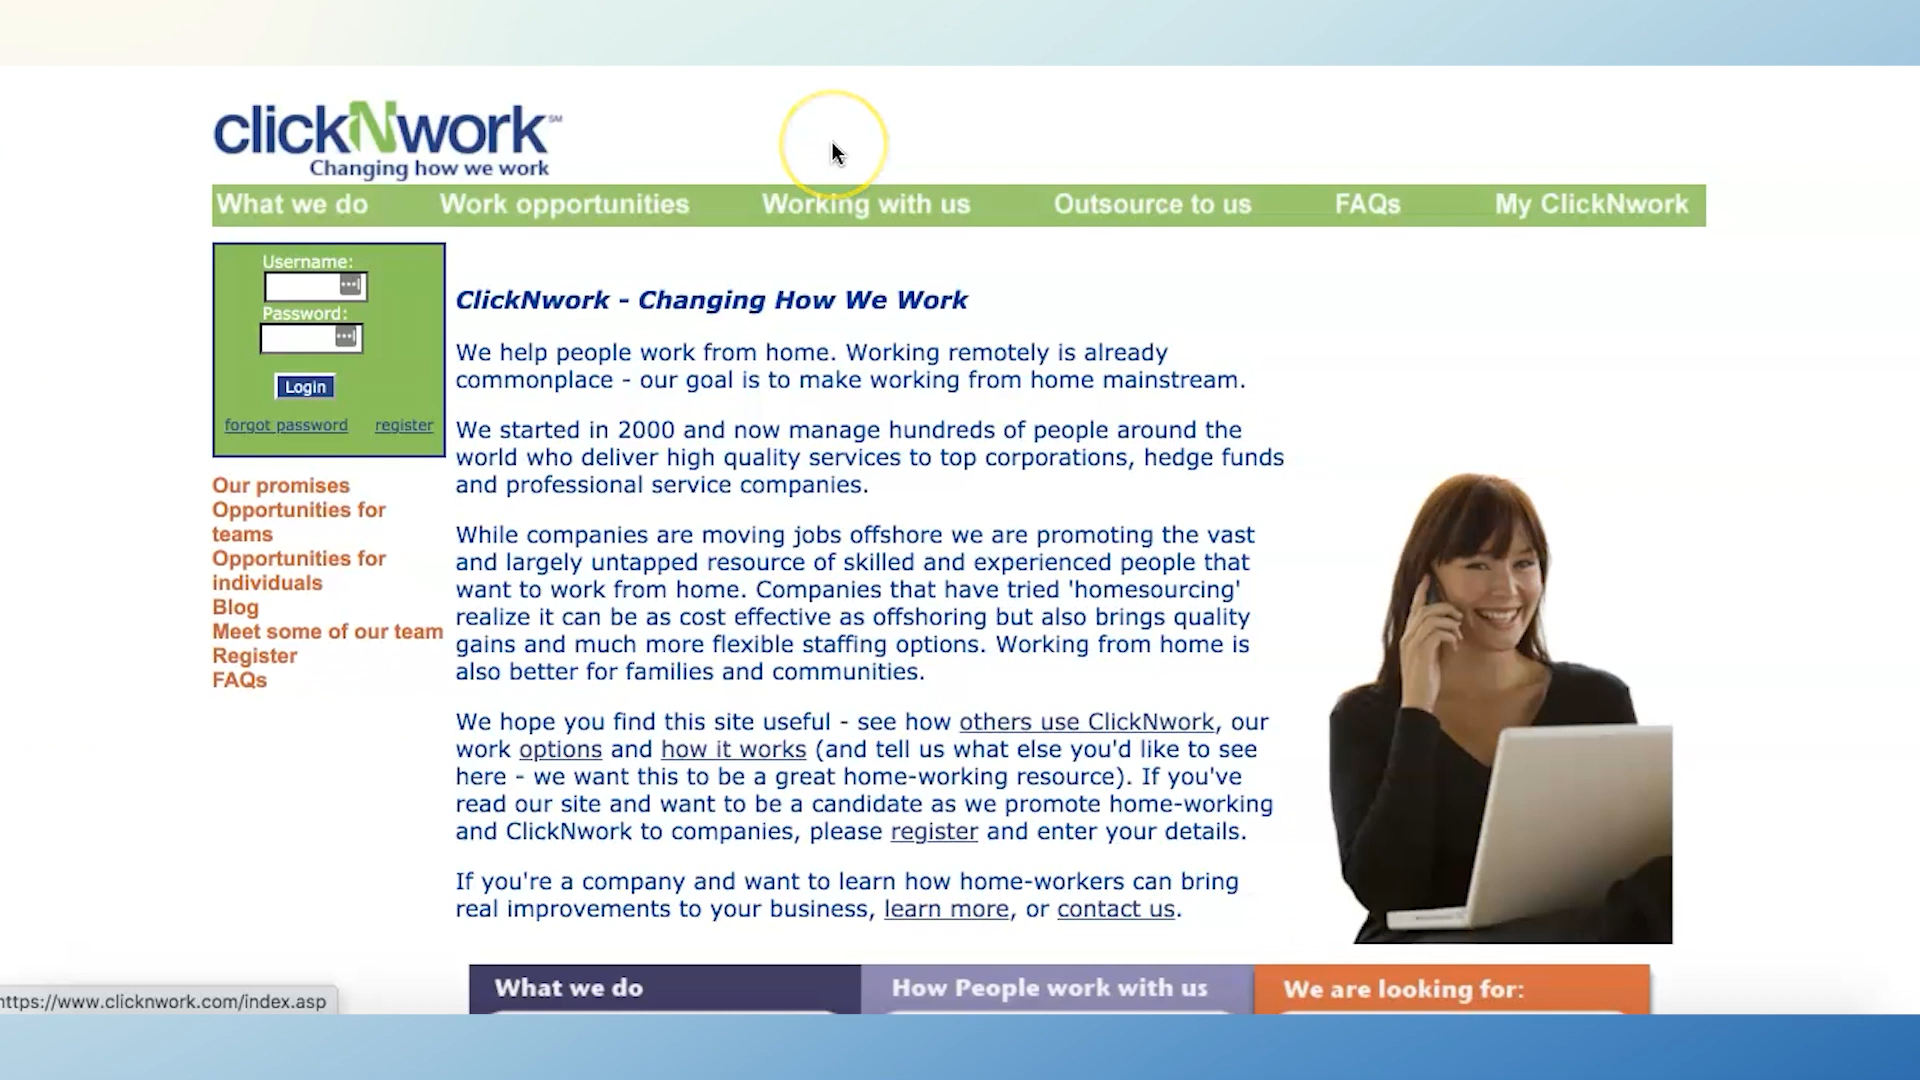 clickNwork SM
Changing how we work
What we do Work opportunities Working with us Outsource to us FAQs My ClickNwork
Username:
Password:
Login
forgot password register
Our promises
Opportunities for
teams
Opportunities for
individuals
Blog
Meet some of our team
Register
FAQs
ClickNwork - Changing How We Work
We help people work from home. Working remotely is already
commonplace - our goal is to make working from home mainstream.
We started in 2000 and now manage hundreds of people around the
world who deliver high quality services to top corporations, hedge funds
and professional service companies.
While companies are moving jobs offshore we are promoting the vast
and largely untapped resource of skilled and experienced people that
want to work from home. Companies that have tried 'homesourcing'
realize it can be as cost effective as offshoring but also brings quality
gains and much more flexible staffing options. Working from home is
also better for families and communities.
We hope you find this site useful - see how others use ClickNwork, our
work options and how it works (and tell us what else you'd like to see
here - we want this to be a great home-working resource). If you've
read our site and want to be a candidate as we promote home-working
and ClickNwork to companies, please register and enter your details.
If you're a company and want to learn how home-workers can bring
real improvements to your business, learn more, or contact us.
What we do How People work with us We are looking for:
https://www.clicknwork.com/index.asp